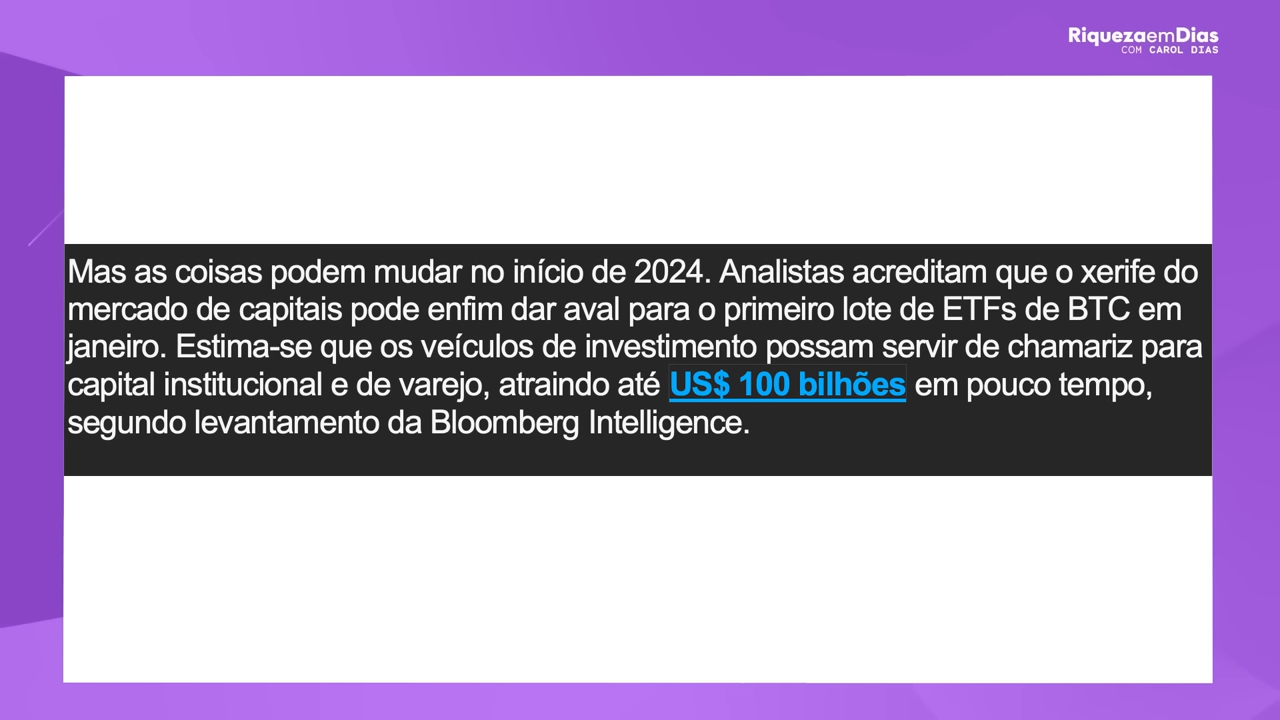 RiquezaemDias
COM CAROL DIAS
Mas as coisas podem mudar no início de 2024. Analistas acreditam que o xerife do
mercado de capitais pode enfim dar aval para o primeiro lote de ETFs de BTC em
janeiro. Estima-se que os veículos de investimento possam servir de chamariz para
capital institucional e de varejo, atraindo até US$ 100 bilhões em pouco tempo,
segundo levantamento da Bloomberg Intelligence.